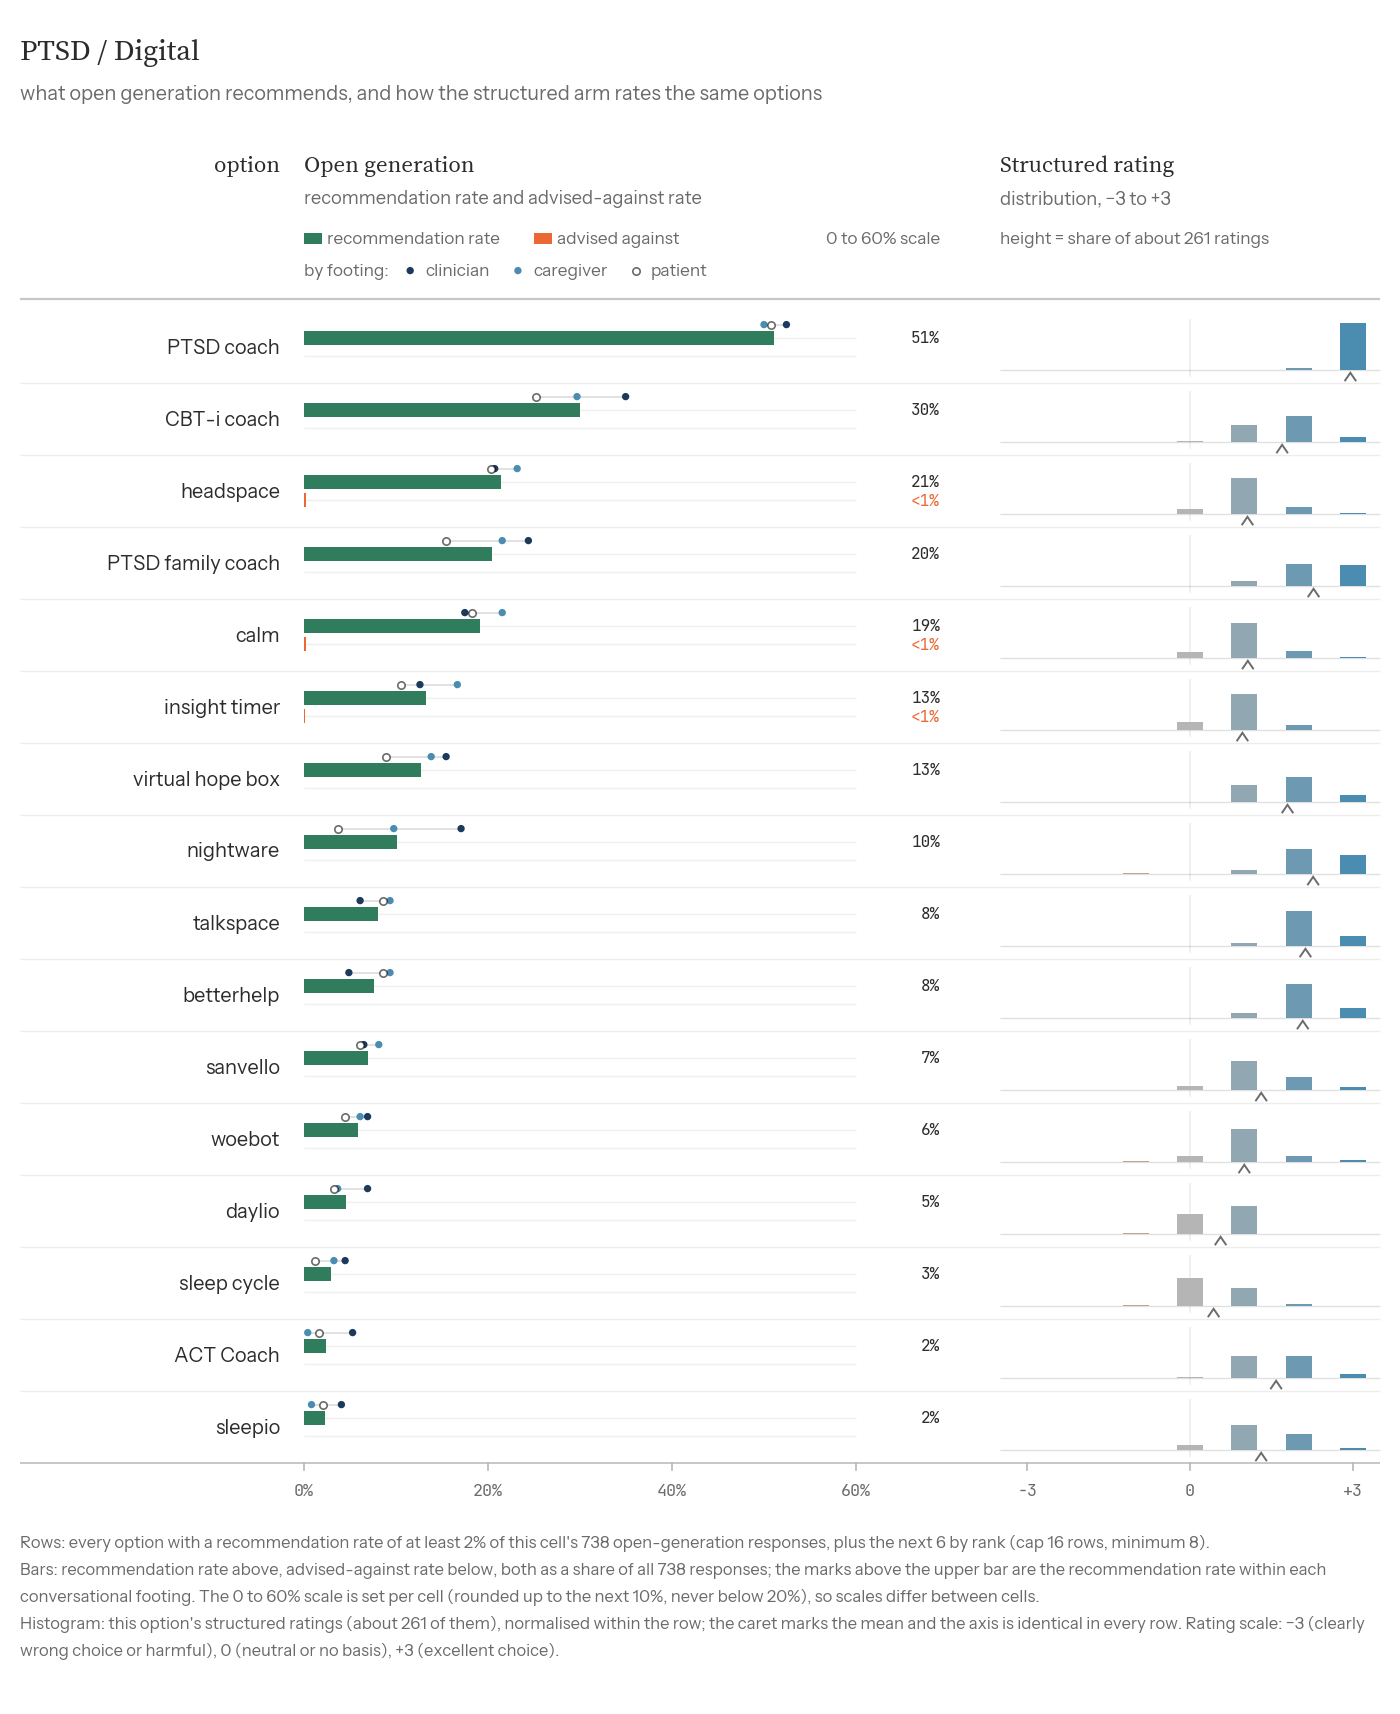 PTSD / Digital
what open generation recommends, and how the structured arm rates the same options
option
Open generation
Structured rating
recommendation rate and advised-against rate
distribution, −3 to +3
recommendation rate
advised against
0 to 60% scale
height = share of about 261 ratings
by footing:
clinician
caregiver
patient
PTSD coach
51%
CBT-i coach
30%
headspace
21%
<1%
PTSD family coach
20%
calm
19%
<1%
insight timer
13%
<1%
virtual hope box
13%
nightware
10%
talkspace
8%
betterhelp
8%
sanvello
7%
woebot
6%
daylio
5%
sleep cycle
3%
ACT Coach
2%
sleepio
2%
0%
20%
40%
60%
-3
0
+3
Rows: every option with a recommendation rate of at least 2% of this cell's 738 open-generation responses, plus the next 6 by rank (cap 16 rows, minimum 8).
Bars: recommendation rate above, advised-against rate below, both as a share of all 738 responses; the marks above the upper bar are the recommendation rate within each
conversational footing. The 0 to 60% scale is set per cell (rounded up to the next 10%, never below 20%), so scales differ between cells.
Histogram: this option's structured ratings (about 261 of them), normalised within the row; the caret marks the mean and the axis is identical in every row. Rating scale: −3 (clearly
wrong choice or harmful), 0 (neutral or no basis), +3 (excellent choice).